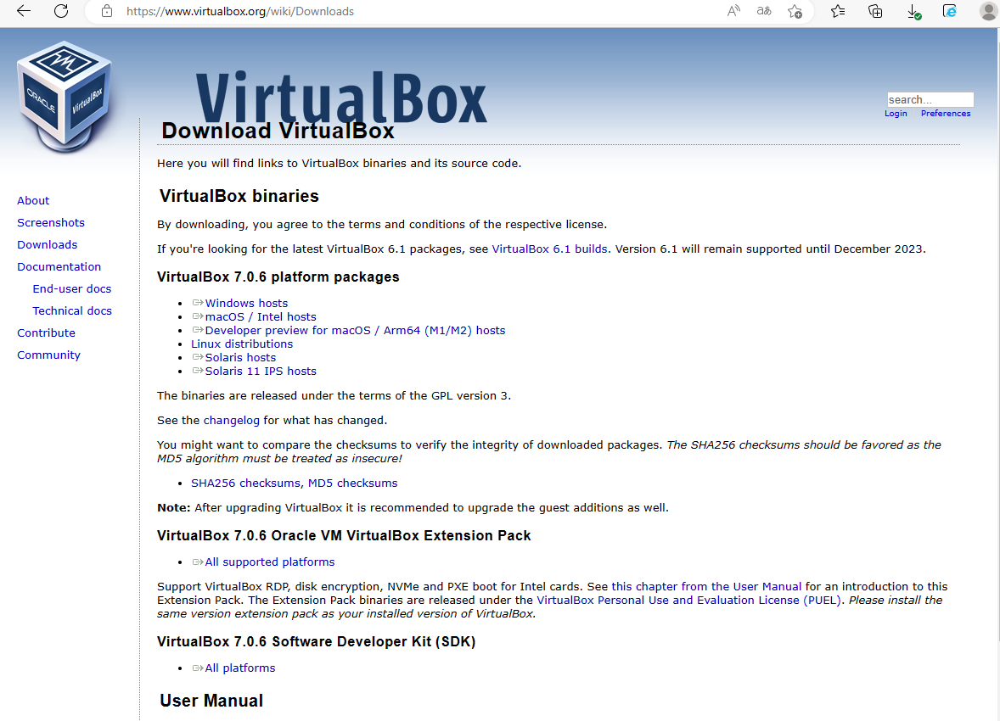 https://www.virtualbox.org/wiki/Downloads
ORACLE
VirtualBox
VirtualBox
search...
Login Preferences
Download VirtualBox
Here you will find links to VirtualBox binaries and its source code.
About
Screenshots
Downloads
Documentation
End-user docs
Technical docs
Contribute
Community
VirtualBox binaries
By downloading, you agree to the terms and conditions of the respective license.
If you're looking for the latest VirtualBox 6.1 packages, see VirtualBox 6.1 builds. Version 6.1 will remain supported until December 2023.
VirtualBox 7.0.6 platform packages
• Windows hosts
• macOS / Intel hosts
• Developer preview for macOS / Arm64 (M1/M2) hosts
• Linux distributions
• Solaris hosts
• Solaris 11 IPS hosts
The binaries are released under the terms of the GPL version 3.
See the changelog for what has changed.
You might want to compare the checksums to verify the integrity of downloaded packages. The SHA256 checksums should be favored as the
MD5 algorithm must be treated as insecure!
• SHA256 checksums, MD5 checksums
Note: After upgrading VirtualBox it is recommended to upgrade the guest additions as well.
VirtualBox 7.0.6 Oracle VM VirtualBox Extension Pack
• All supported platforms
Support VirtualBox RDP, disk encryption, NVMe and PXE boot for Intel cards. See this chapter from the User Manual for an introduction to this
Extension Pack. The Extension Pack binaries are released under the VirtualBox Personal Use and Evaluation License (PUEL). Please install the
same version extension pack as your installed version of VirtualBox.
VirtualBox 7.0.6 Software Developer Kit (SDK)
• All platforms
User Manual